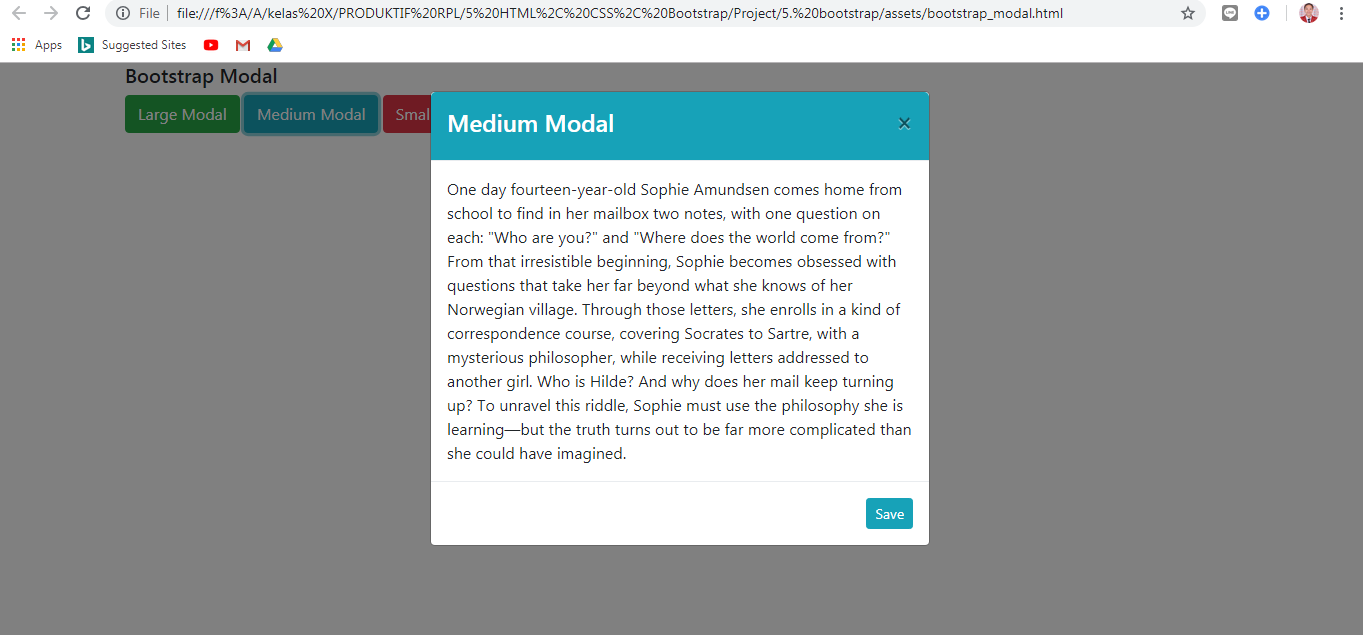 File
file:///f%3A/A/kelas%20X/PRODUKTIF%20RPL/5%20HTML%2C%20CSS%2C%20Bootstrap/Project/5.%20bootstrap/assets/bootstrap_modal.html
Apps
Suggested Sites
Bootstrap Modal
Large Modal
Medium Modal
Smal
Medium Modal
×
One day fourteen-year-old Sophie Amundsen comes home from
school to find in her mailbox two notes, with one question on
each: "Who are you?" and "Where does the world come from?"
From that irresistible beginning, Sophie becomes obsessed with
questions that take her far beyond what she knows of her
Norwegian village. Through those letters, she enrolls in a kind of
correspondence course, covering Socrates to Sartre, with a
mysterious philosopher, while receiving letters addressed to
another girl. Who is Hilde? And why does her mail keep turning
up? To unravel this riddle, Sophie must use the philosophy she is
learning—but the truth turns out to be far more complicated than
she could have imagined.
Save